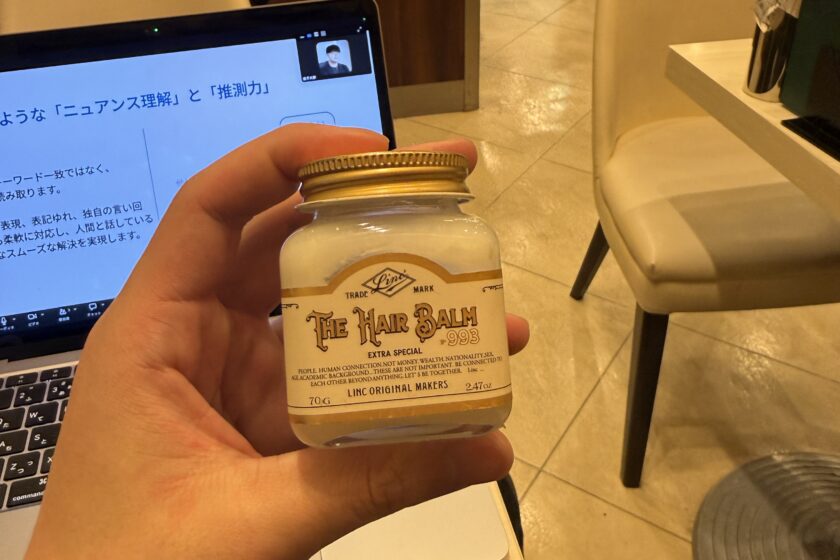 ような「ニュアンス理解」と「推測力」
ーワード一致ではなく、
読み取ります。
表現、表記ゆれ、独自の言い回
柔軟に対応し、人間と話している
なスムーズな解決を実現します。
Linc
TRADE MARK
THE HAIR BALM
993
EXTRA SPECIAL
PEOPLE. HUMAN CONNECTION.NOT MONEY.WEALTH.NATIONALITY.SEX.
AGE.ACADEMIC BACKGROUND...THESE ARE NOT IMPORTANT. BE CONNECTED TO
EACH OTHER BEYOND ANYTHING. LET'S BE TOGETHER. Linc...
LINC ORIGINAL MAKERS
70G 2.47oz
command